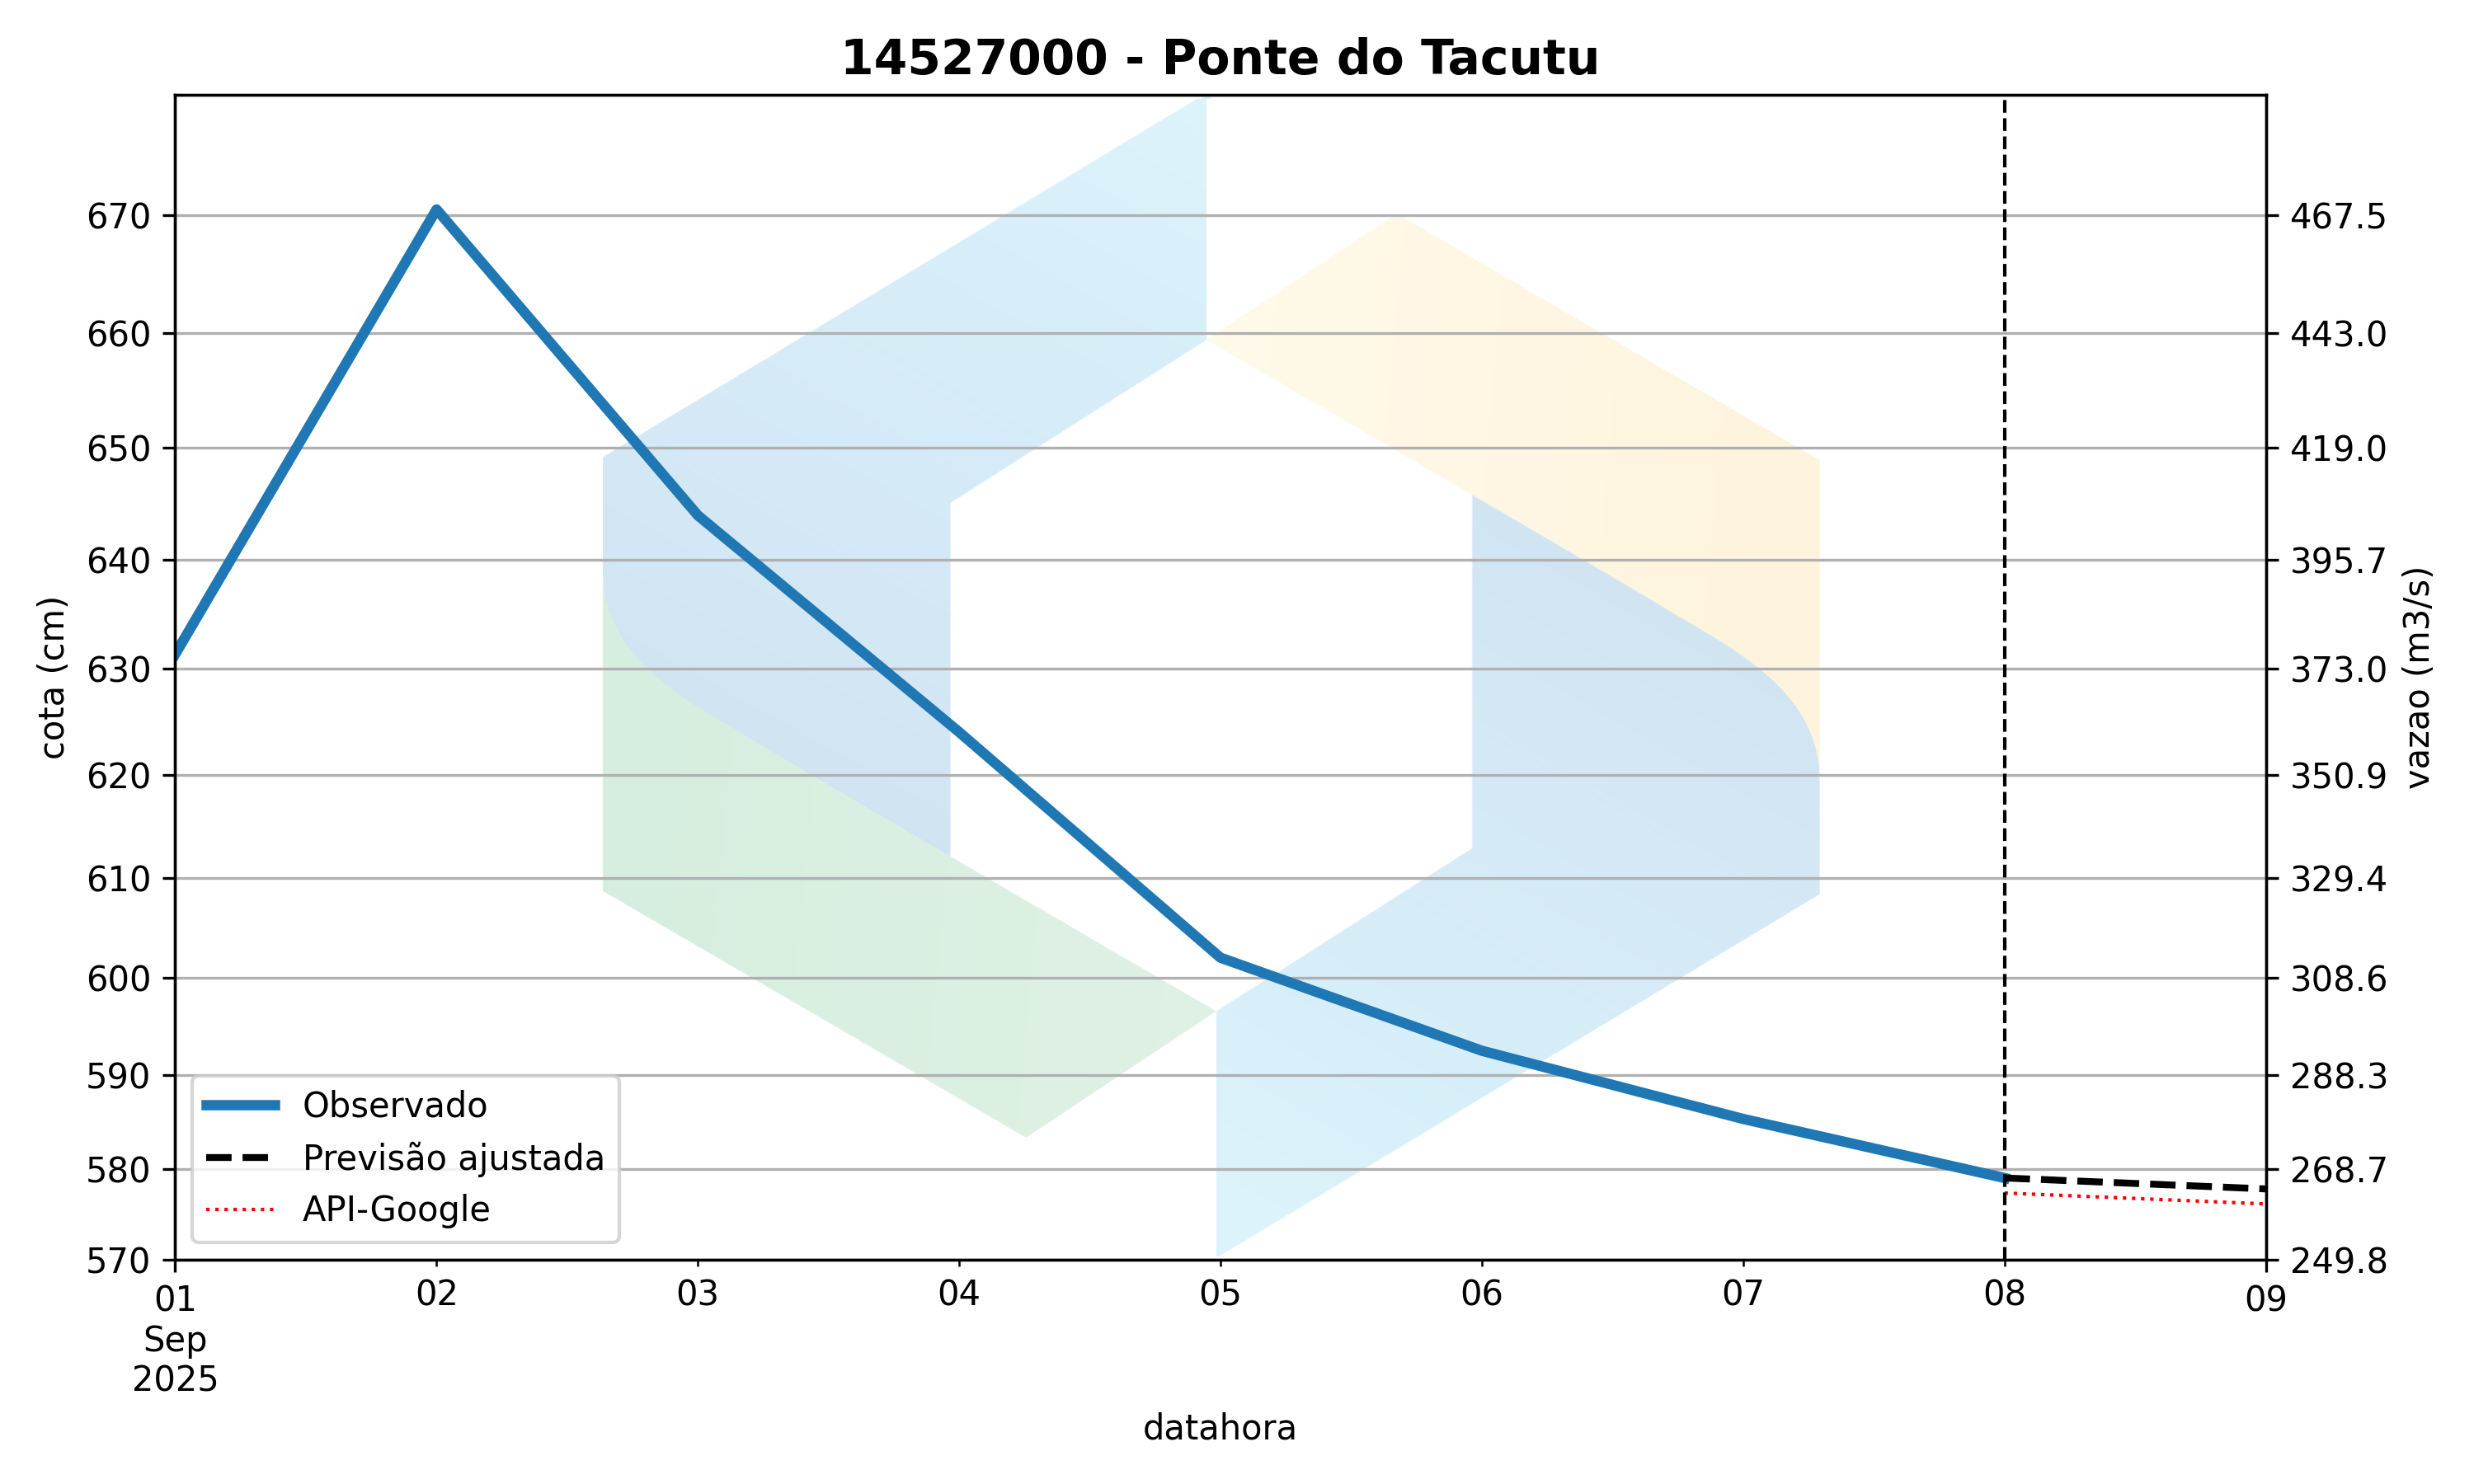 14527000 - Ponte do Tacutu
cota (cm)
670
660
650
640
630
620
610
600
590
580
570
467.5
443.0
419.0
395.7
373.0
350.9
329.4
308.6
288.3
268.7
249.8
vazao (m3/s)
Observado
Previsão ajustada
API-Google
01 02 03 04 05 06 07 08 09
Sep
2025
datahora